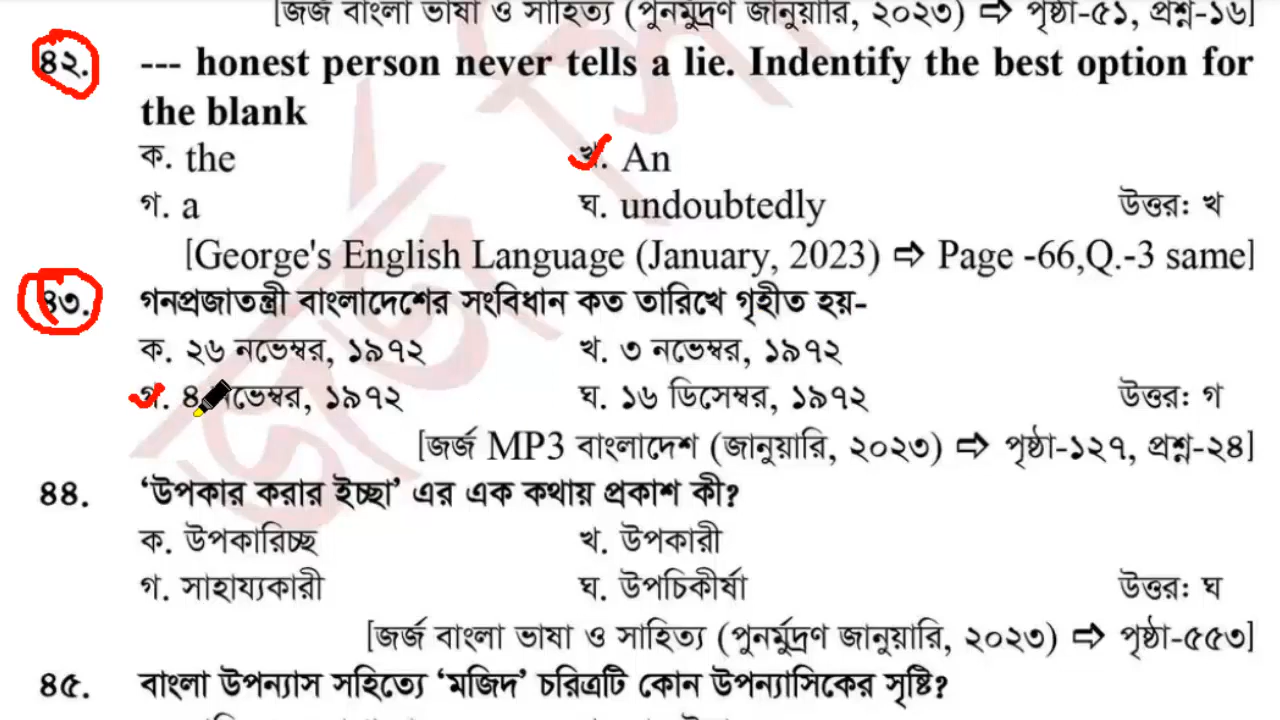 [জর্জ বাংলা ভাষা ও সাহিত্য (পুনর্মুদ্রণ জানুয়ারি, ২০২৩) ⇨ পৃষ্ঠা-৫১, প্রশ্ন-১৬]
৪২. --- honest person never tells a lie. Indentify the best option for
the blank
ক. the খ. An
গ. a ঘ. undoubtedly উত্তরঃ খ
[George's English Language (January, 2023) ⇨ Page -66,Q.-3 same]
৪৩. গনপ্রজাতন্ত্রী বাংলাদেশের সংবিধান কত তারিখে গৃহীত হয়-
ক. ২৬ নভেম্বর, ১৯৭২ খ. ৩ নভেম্বর, ১৯৭২
গ. ৪ নভেম্বর, ১৯৭২ ঘ. ১৬ ডিসেম্বর, ১৯৭২ উত্তরঃ গ
[জর্জ MP3 বাংলাদেশ (জানুয়ারি, ২০২৩) ⇨ পৃষ্ঠা-১২৭, প্রশ্ন-২৪]
৪৪. ‘উপকার করার ইচ্ছা’ এর এক কথায় প্রকাশ কী?
ক. উপকারিচ্ছ খ. উপকারী
গ. সাহায্যকারী ঘ. উপচিকীর্ষা উত্তরঃ ঘ
[জর্জ বাংলা ভাষা ও সাহিত্য (পুনর্মুদ্রণ জানুয়ারি, ২০২৩) ⇨ পৃষ্ঠা-৫৫৩]
৪৫. বাংলা উপন্যাস সহিত্যে ‘মজিদ’ চরিত্রটি কোন উপন্যাসিকের সৃষ্টি?